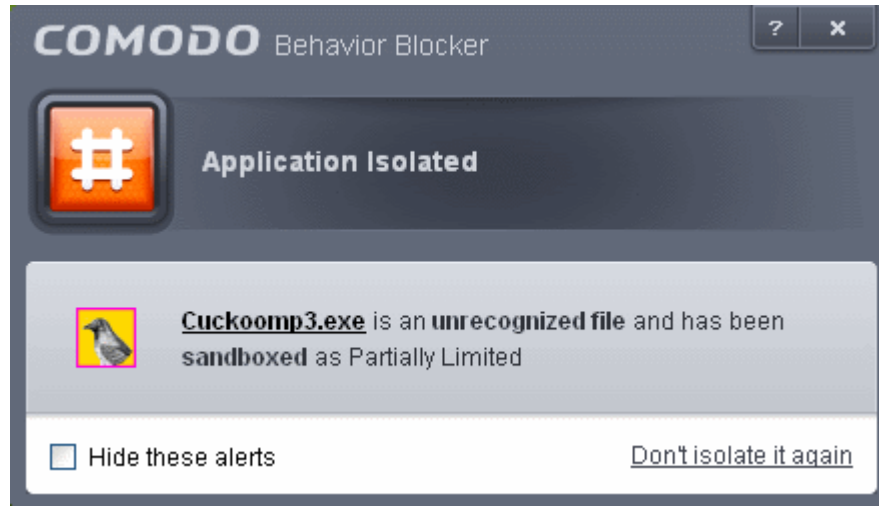 COMODO Behavior Blocker
? x
Application Isolated
Cuckoomp3.exe is an unrecognized file and has been
sandboxed as Partially Limited
Hide these alerts
Don't isolate it again